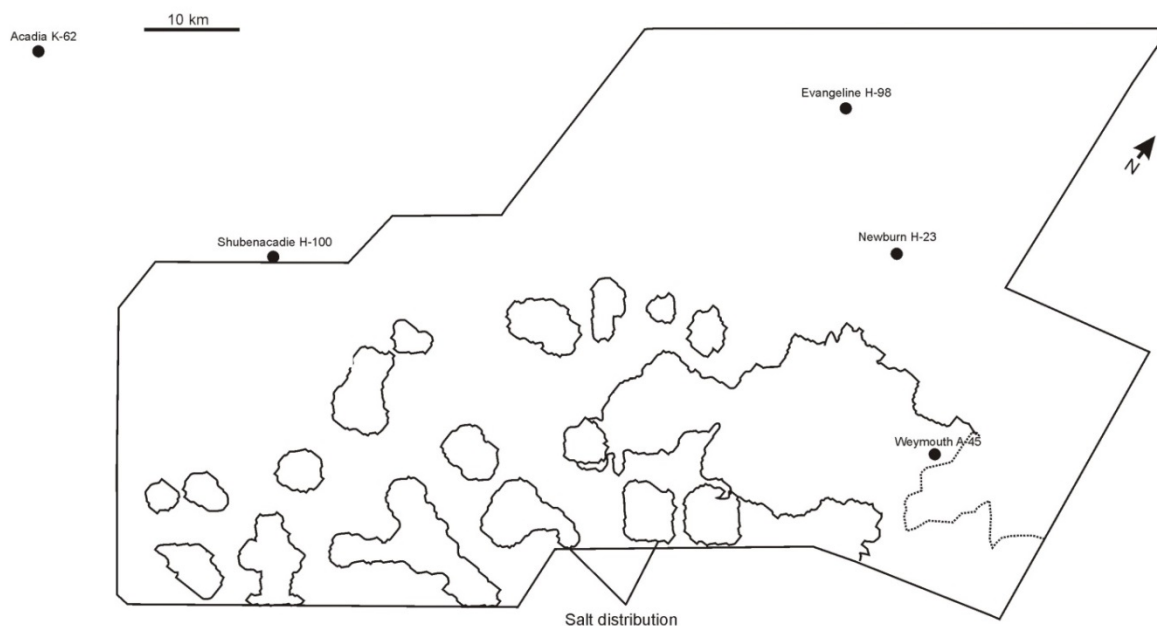 10 km
Acadia K-62
Evangeline H-98
N
Shubenacadie H-100
Newburn H-23
Weymouth A-45
Salt distribution